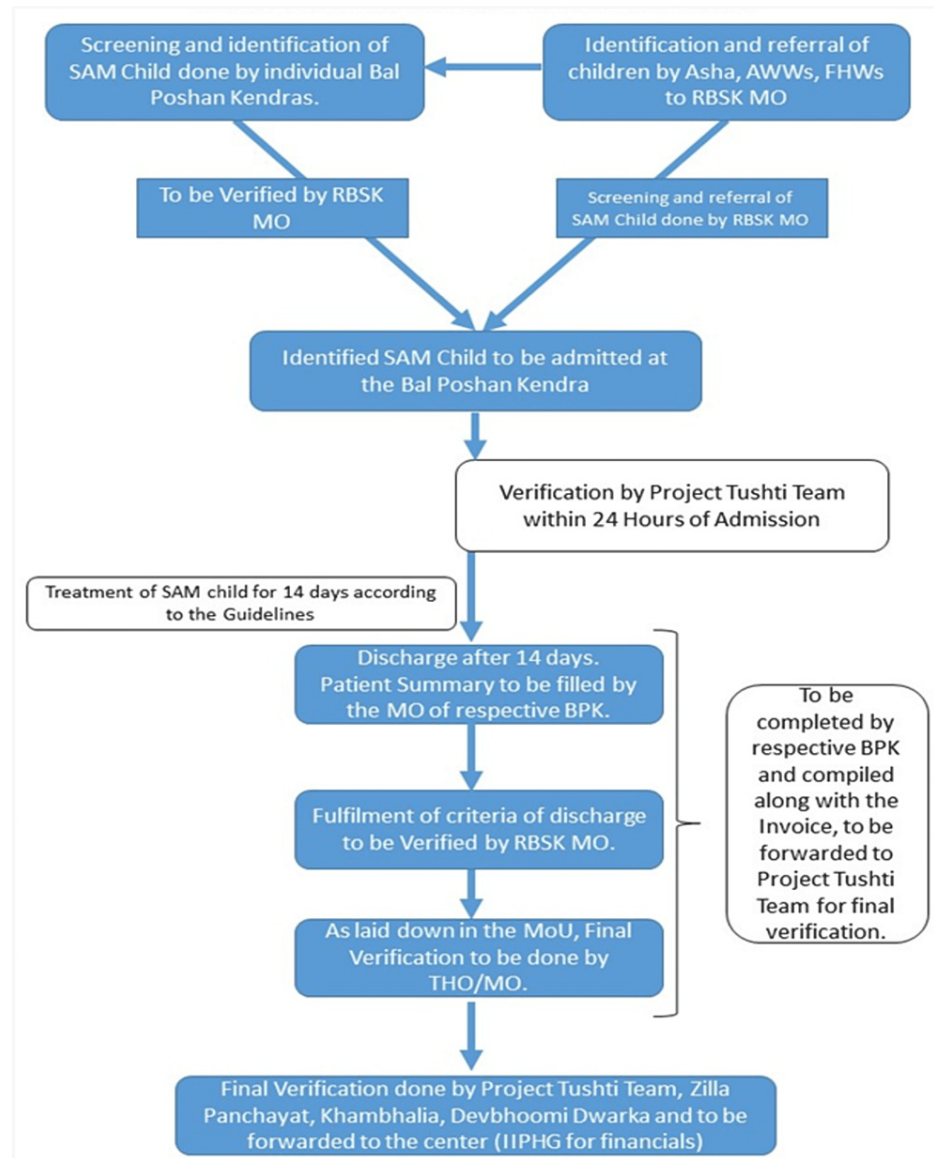 Screening and identification of
SAM Child done by individual Bal
Poshan Kendras.
Identification and referral of
children by Asha, AWWs, FHWs
to RBSK MO
To be Verified by RBSK
MO
Screening and referral of
SAM Child done by RBSK MO
Identified SAM Child to be admitted at
the Bal Poshan Kendra
Verification by Project Tushti Team
within 24 Hours of Admission
Treatment of SAM child for 14 days according
to the Guidelines
Discharge after 14 days.
Patient Summary to be filled by
the MO of respective BPK.
Fulfilment of criteria of discharge
to be Verified by RBSK MO.
As laid down in the MoU, Final
Verification to be done by
THO/MO.
To be
completed by
respective BPK
and compiled
along with the
Invoice, to be
forwarded to
Project Tushti
Team for final
verification.
Final Verification done by Project Tushti Team, Zilla
Panchayat, Khambhalia, Devbhoomi Dwarka and to be
forwarded to the center (IIPHG for financials)